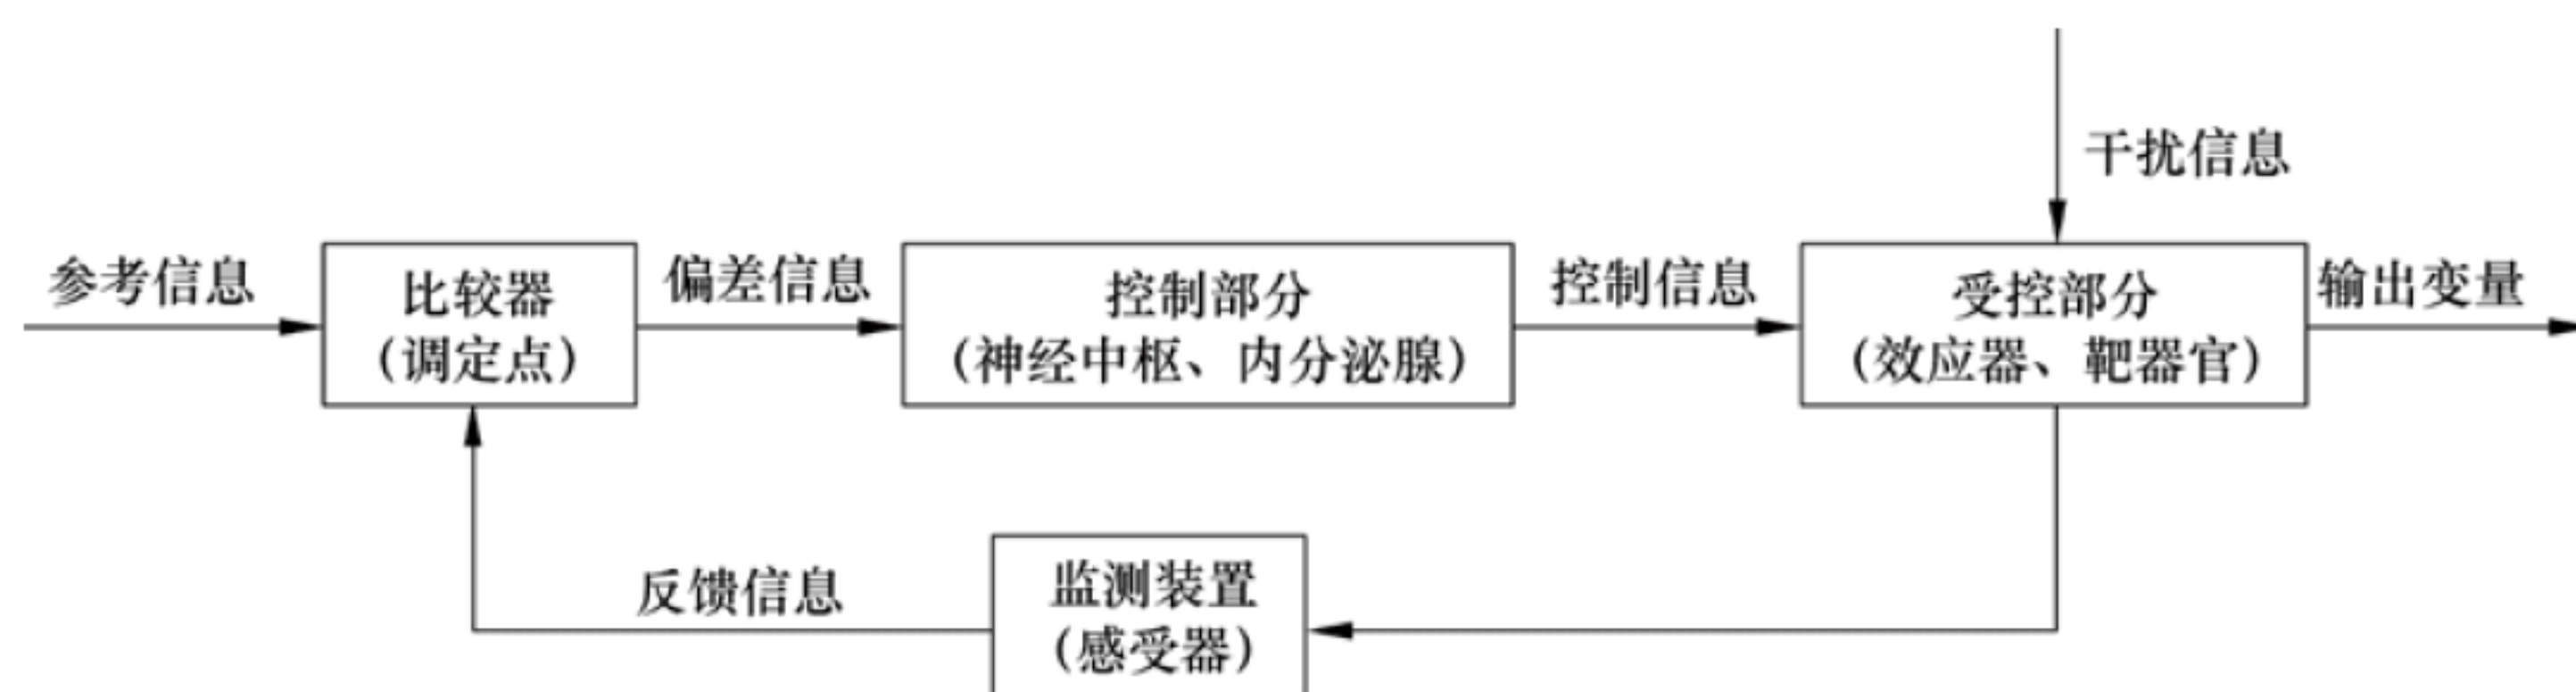 干扰信息
参考信息
比较器
（调定点）
偏差信息
控制部分
（神经中枢、内分泌腺）
控制信息
受控部分
（效应器、靶器官）
输出变量
反馈信息
监测装置
（感受器）